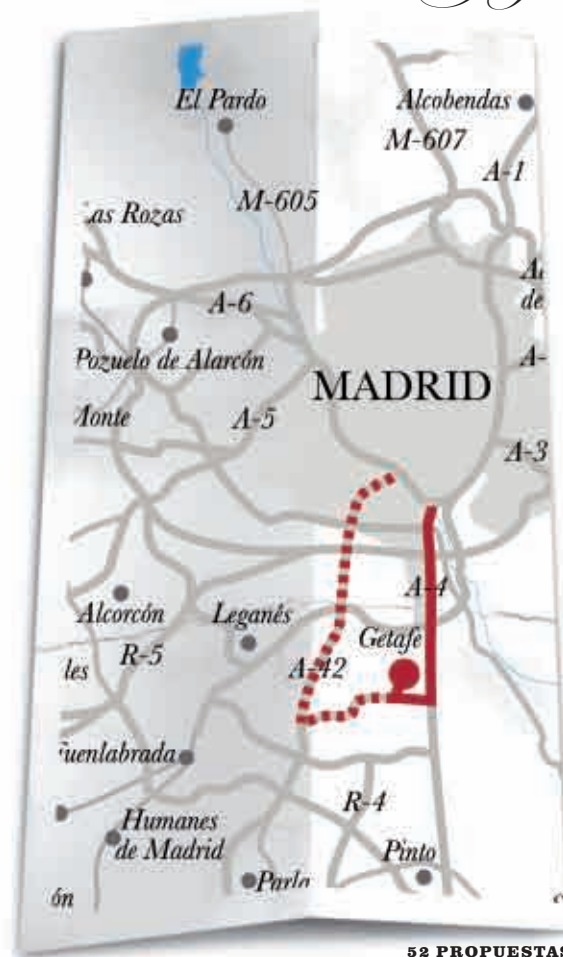 El Pardo
Alcobendas
M-607
A-1
M-605
as Rozas
A-6
de
Pozuelo de Alarcón
A-
MADRID
Monte
A-5
A-3
A-4
Alcorcón
Leganés
Getafe
les
R-5
A-42
uenlabrada
R-4
Humanes
de Madrid
Pinto
Parla
ón
52 PROPUESTAS